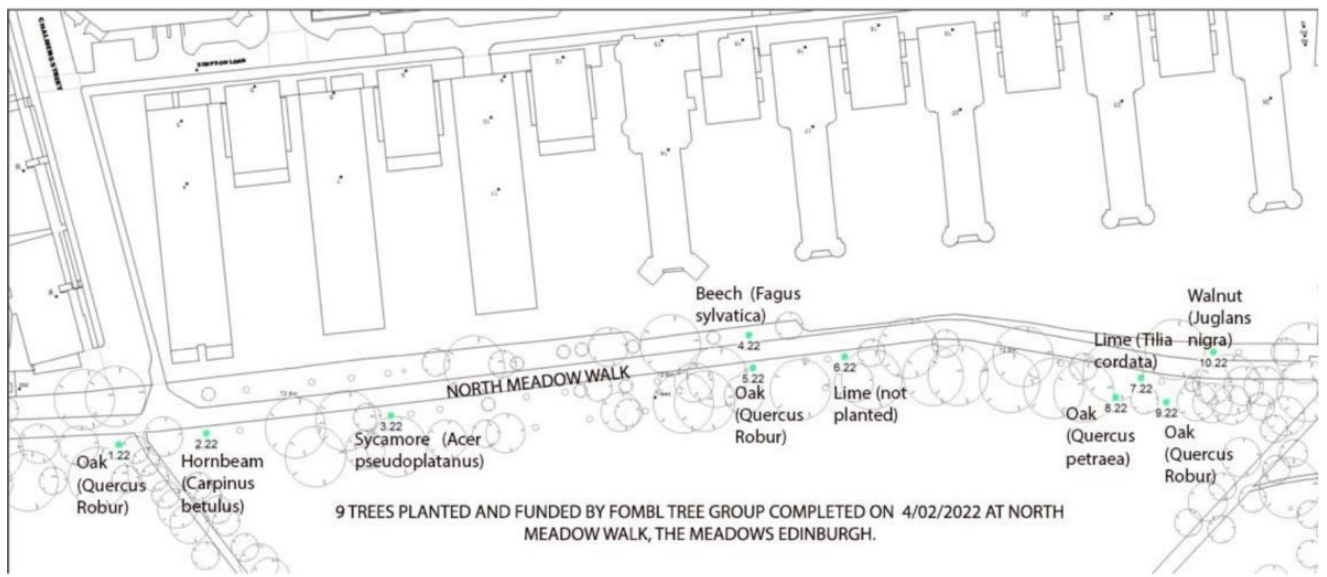 CHALMERS STREET
SIMPSON LOAN
Beech (Fagus
sylvatica)
4.22
Walnut
(Juglans
nigra)
10.22
Lime (Tilia
cordata)
7.22
NORTH MEADOW WALK
5.22
Oak
(Quercus
Robur)
6.22
Lime (not
planted)
8.22
Oak
(Quercus
petraea)
9.22
Oak
(Quercus
Robur)
3.22
Sycamore (Acer
pseudoplatanus)
2.22
Hornbeam
(Carpinus
betulus)
1.22
Oak
(Quercus
Robur)
9 TREES PLANTED AND FUNDED BY FOMBL TREE GROUP COMPLETED ON 4/02/2022 AT NORTH
MEADOW WALK, THE MEADOWS EDINBURGH.